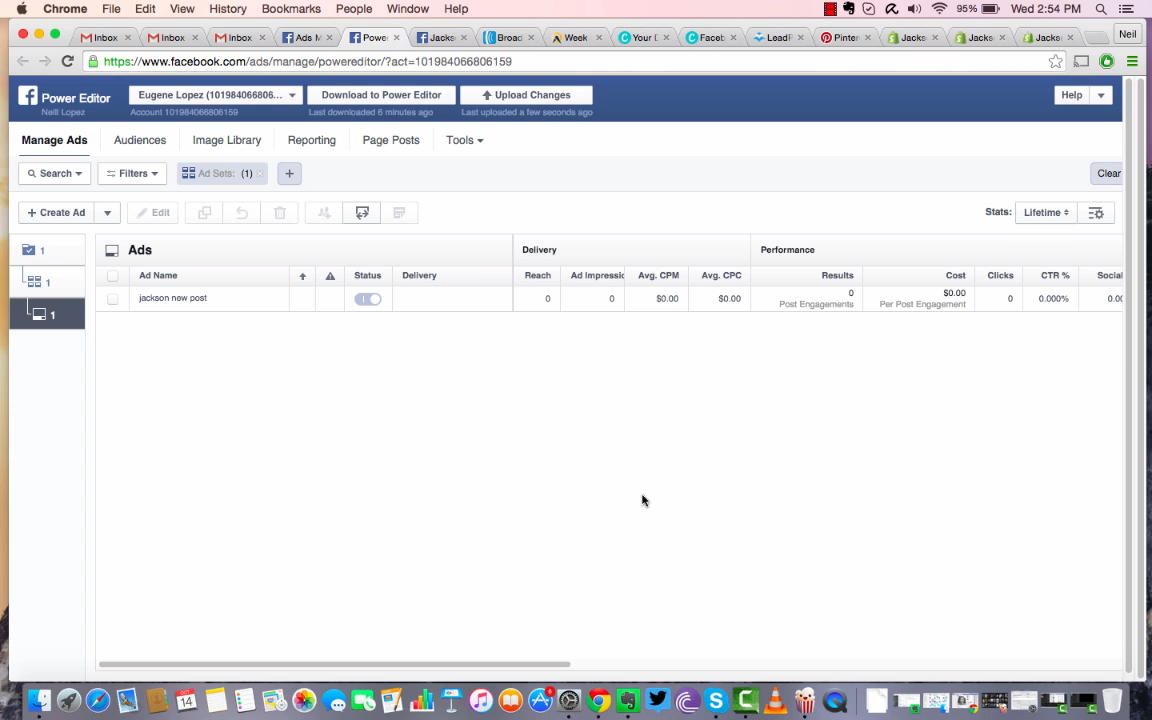 Chrome File Edit View History Bookmarks People Window Help 95% Wed 2:54 PM
Inbox Inbox Inbox Ads M Powe Jacks Broad Week Your D Faceb LeadP Pinter Jacks Jacks Jacks Neil
https://www.facebook.com/ads/manage/powereditor/?act=101984066806159
Power Editor Eugene Lopez (101984066806... Download to Power Editor Upload Changes Help
Neill Lopez Account 101984066806159 Last downloaded 6 minutes ago Last uploaded a few seconds ago
Manage Ads Audiences Image Library Reporting Page Posts Tools
Search Filters Ad Sets: (1) + Clear
+ Create Ad Edit Stats: Lifetime
1 Ads Delivery Performance
1 Ad Name Status Delivery Reach Ad Impressic Avg. CPM Avg. CPC Results Cost Clicks CTR % Social
jackson new post 0 0 $0.00 $0.00 0 $0.00 0 0.000% 0.00
Post Engagements Per Post Engagement
1
OCT
14